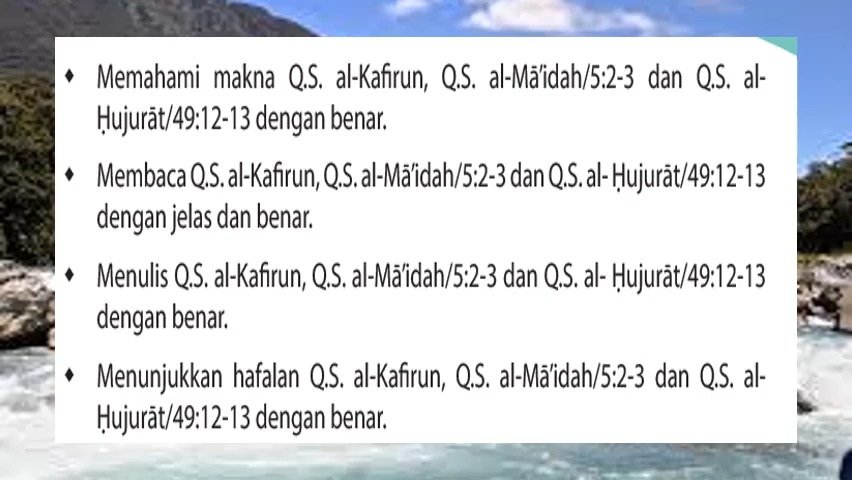 ♦ Memahami makna Q.S. al-Kafirun, Q.S. al-Mā'idah/5:2-3 dan Q.S. al-
Ḥujurāt/49:12-13 dengan benar.
♦ Membaca Q.S. al-Kafirun, Q.S. al-Mā'idah/5:2-3 dan Q.S. al- Ḥujurāt/49:12-13
dengan jelas dan benar.
♦ Menulis Q.S. al-Kafirun, Q.S. al-Mā'idah/5:2-3 dan Q.S. al- Ḥujurāt/49:12-13
dengan benar.
♦ Menunjukkan hafalan Q.S. al-Kafirun, Q.S. al-Mā'idah/5:2-3 dan Q.S. al-
Ḥujurāt/49:12-13 dengan benar.